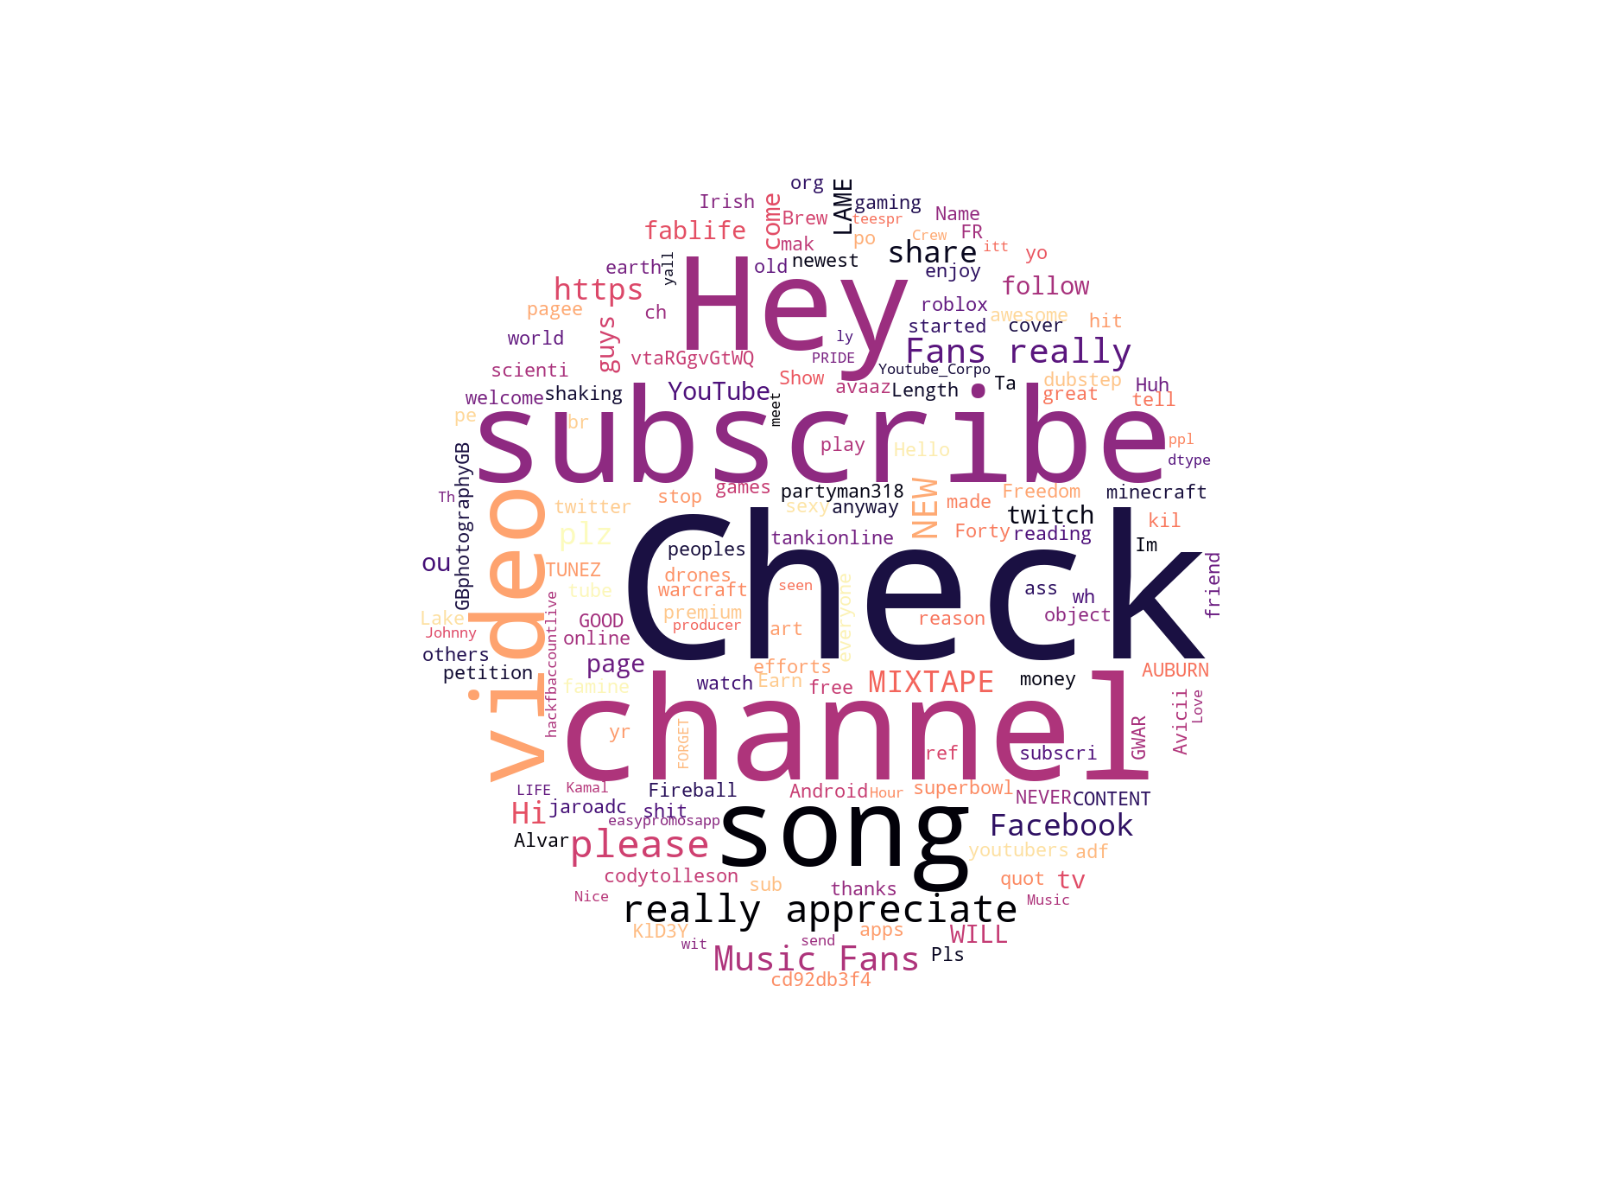 org
LAME
Irish
come
gaming
Brew
teespr
Name
fablife
mak
po
Crew
FR
share
itt
yo
earth
yall
Hey
old
newest
enjoy
https
follow
pagee
ch
roblox
awesome
hit
world
guys
ly
started
cover
vtaRGgvGtWQ
PRIDE
Fans really
scienti
Show
Youtube_Corpo
Ta
dubstep
Huh
welcome
shaking
YouTube
meet
avaaz
Length
great
tell
pe
br
subscribe
play
Hello
ppl
dtype
GBphotographyGB
Th
video
twitter
stop
games
partyman318
sexy
anyway
NEW
made
Freedom
minecraft
plz
twitch
kil
Forty
reading
tankionline
peoples
Check
Im
ou
TUNEZ
drones
seen
everyone
friend
tube
warcraft
ass
wh
hackfbaccountlive
Lake
GOOD
premium
reason
object
Johnny
online
producer
art
others
page
efforts
petition
AUBURN
famine
watch
Earn
free
MIXTAPE
money
Avicii
Love
channel
yr
FORGET
ref
subscri
GWAR
LIFE
Kamal
Fireball
Android
Hour
superbowl
NEVER
CONTENT
Hi
jaroadc
shit
easypromosapp
song
Facebook
Alvar
please
youtubers
adf
codytolleson
sub
thanks
quot
tv
Nice
really appreciate
Music
KlD3Y
apps
WILL
wit
send
Music Fans
Pls
cd92db3f4